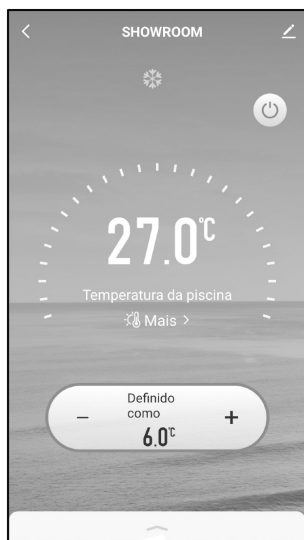 SHOWROOM
27.0°C
Temperatura da piscina
Mais >
Definido
como
− 6.0°C +